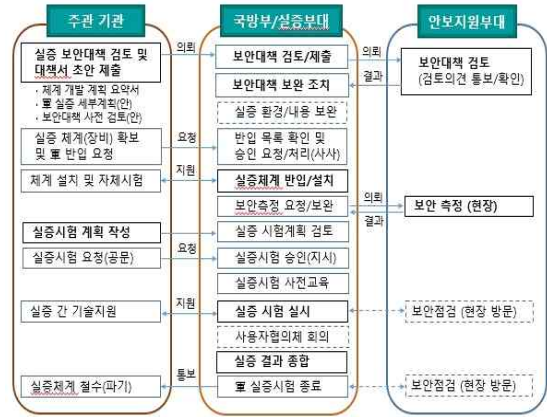 주관 기관
국방부/실증부대
안보지원부대
실증 보안대책 검토 및
대책서 초안 제출
· 체계 개발 계획 요약서
· 軍 실증 세부계획(안)
· 보안대책 사전 검토(안)
실증 체계(장비) 확보
및 軍 반입 요청
체계 설치 및 자체시험
실증시험 계획 작성
실증시험 요청(공문)
실증 간 기술지원
실증체계 철수(파기)
의뢰
요청
지원
요청
지원
통보
보안대책 검토/제출
보안대책 보완 조치
실증 환경/내용 보완
반입 목록 확인 및
승인 요청/처리(사사)
실증체계 반입/설치
보안측정 요청/보완
실증 시험계획 검토
실증시험 승인(지시)
실증시험 사전교육
실증 시험 실시
사용자협의체 회의
실증 결과 종합
軍 실증시험 종료
의뢰
결과
의뢰
결과
보안대책 검토
(검토의견 통보/확인)
보안 측정 (현장)
보안점검 (현장 방문)
보안점검 (현장 방문)